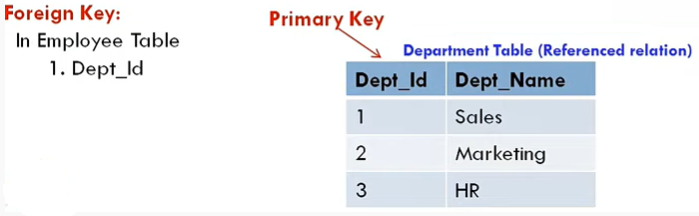 Foreign Key:
In Employee Table
1. Dept_Id
Primary Key
Department Table (Referenced relation)
Dept_Id Dept_Name
1 Sales
2 Marketing
3 HR